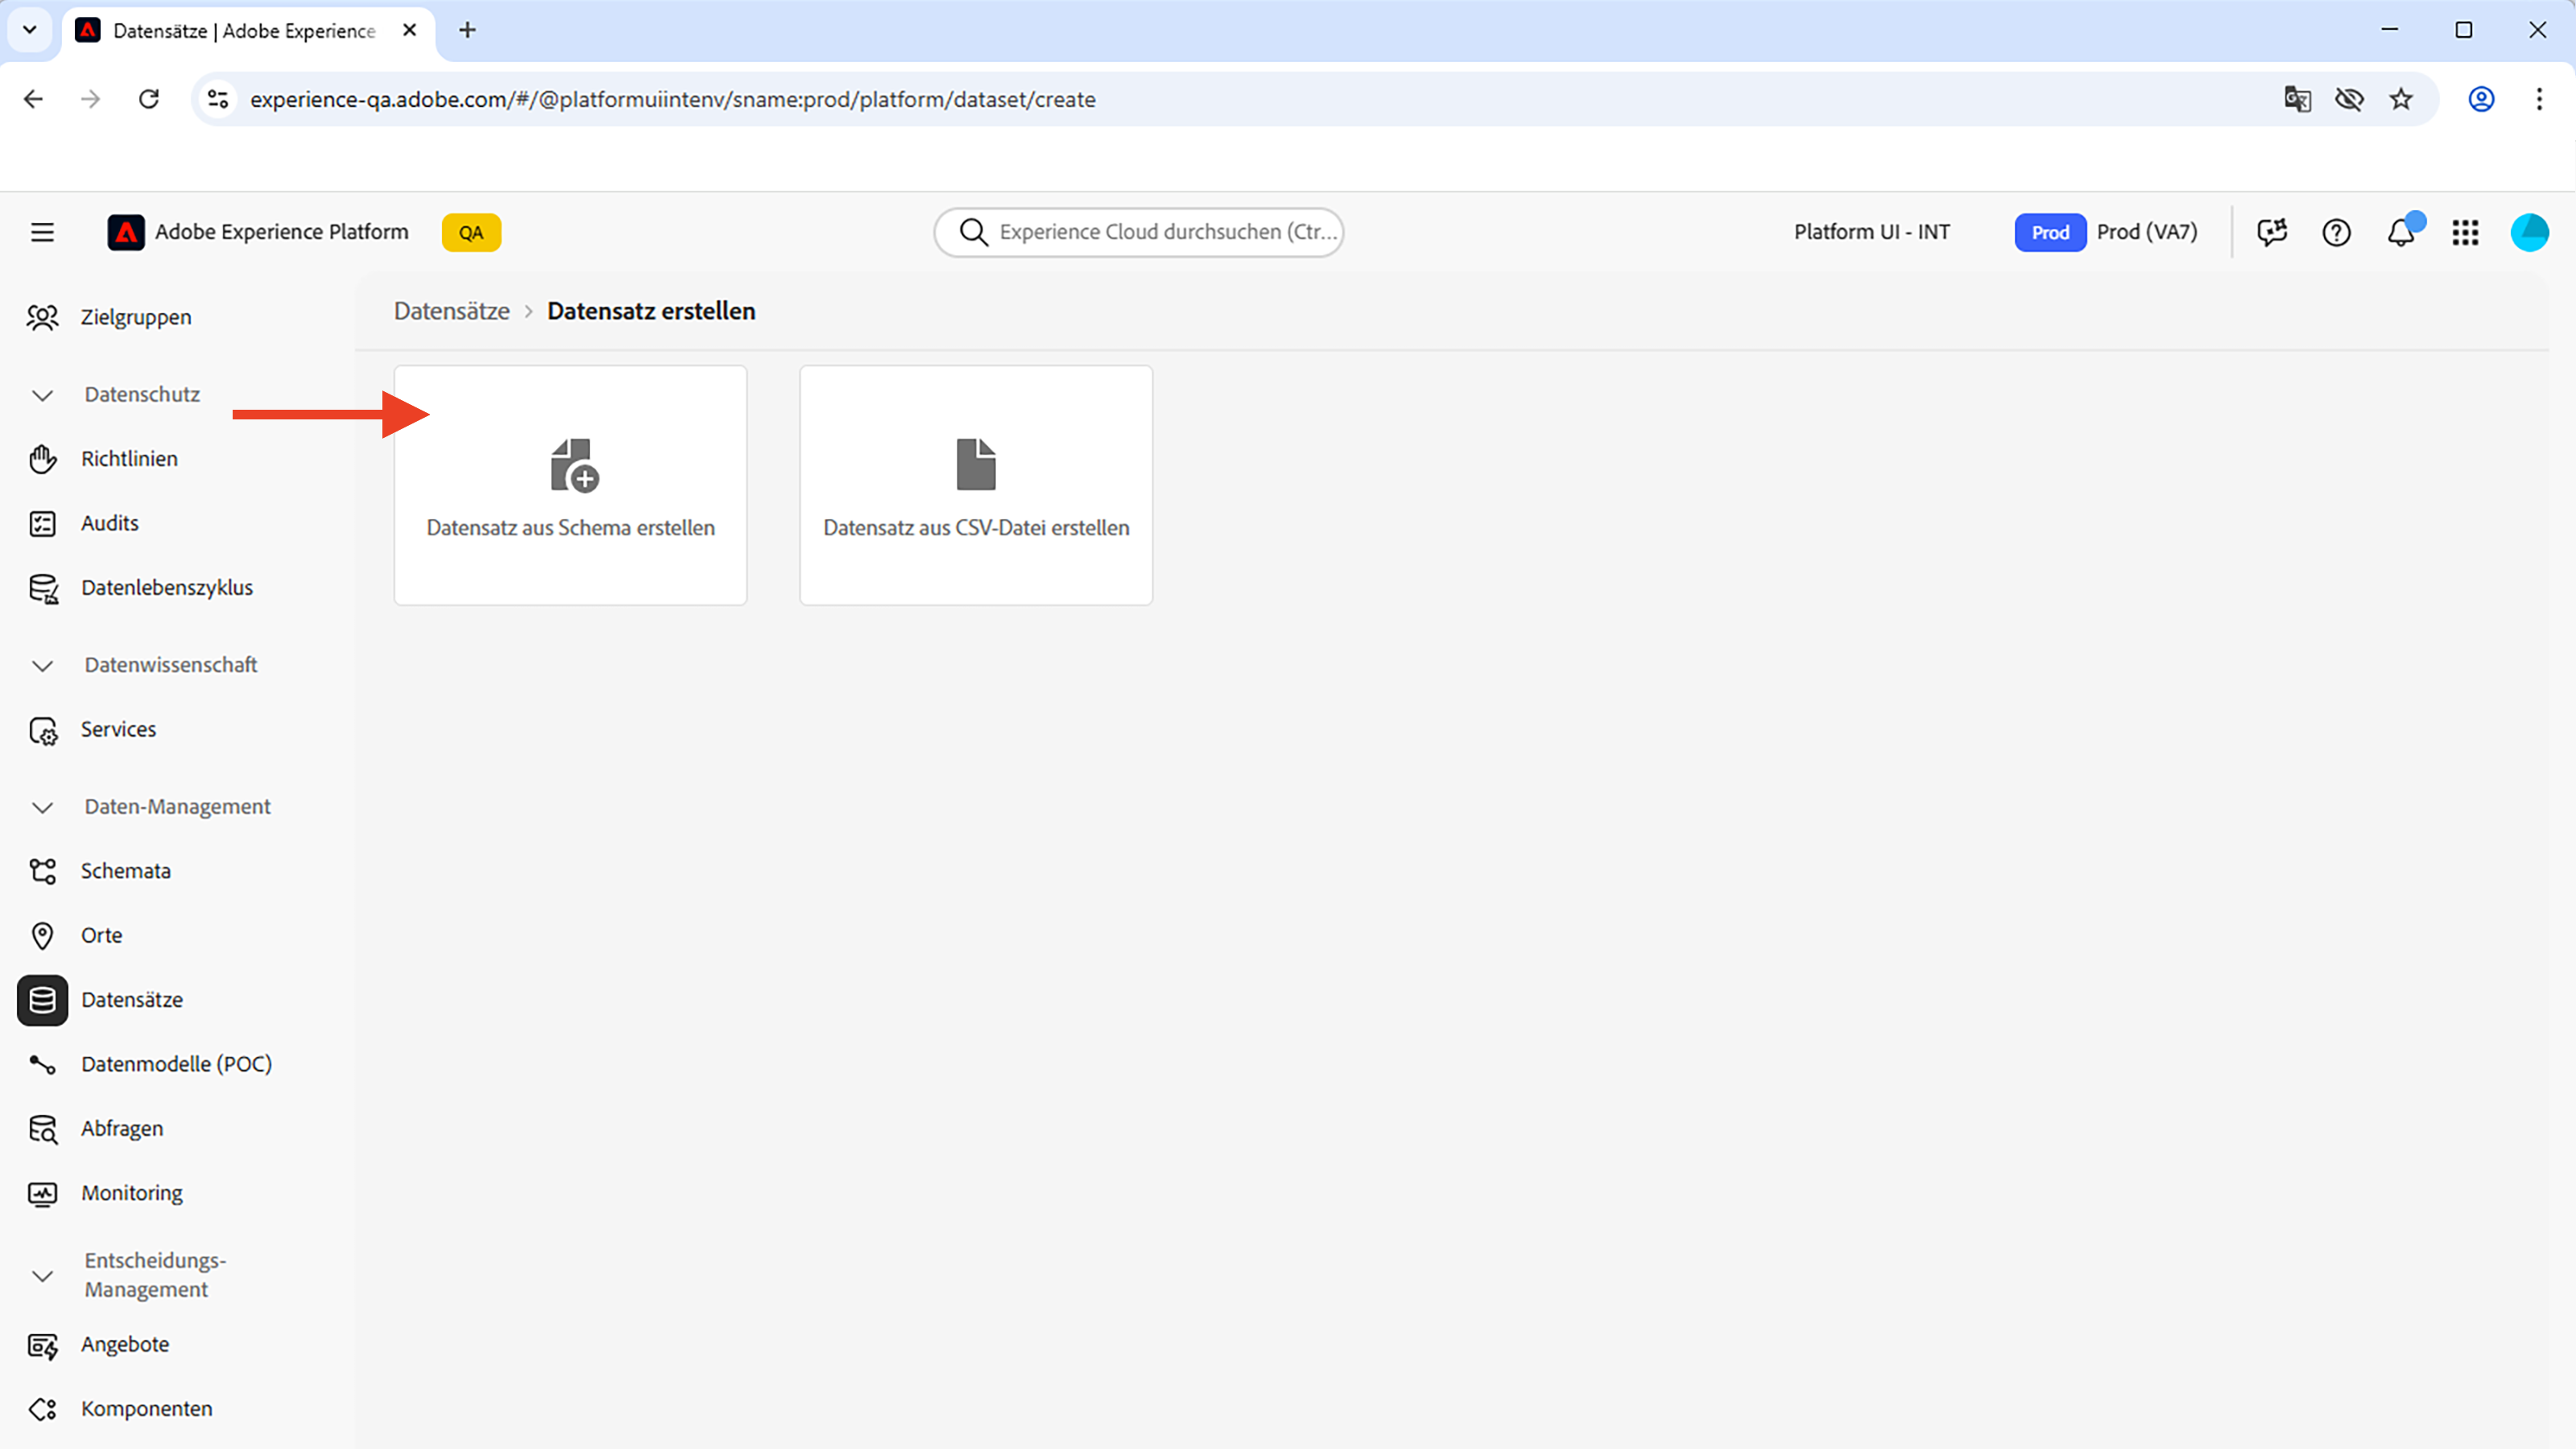 Datensätze | Adobe Experience
experience-qa.adobe.com/#/@platformuiintenv/sname:prod/platform/dataset/create
Adobe Experience Platform
QA
Experience Cloud durchsuchen (Ctr...
Platform UI - INT
Prod
Prod (VA7)
Zielgruppen
Datenschutz
Richtlinien
Audits
Datenlebenszyklus
Datenwissenschaft
Services
Daten-Management
Schemata
Orte
Datensätze
Datenmodelle (POC)
Abfragen
Monitoring
Entscheidungs-
Management
Angebote
Komponenten
Datensätze > Datensatz erstellen
Datensatz aus Schema erstellen
Datensatz aus CSV-Datei erstellen